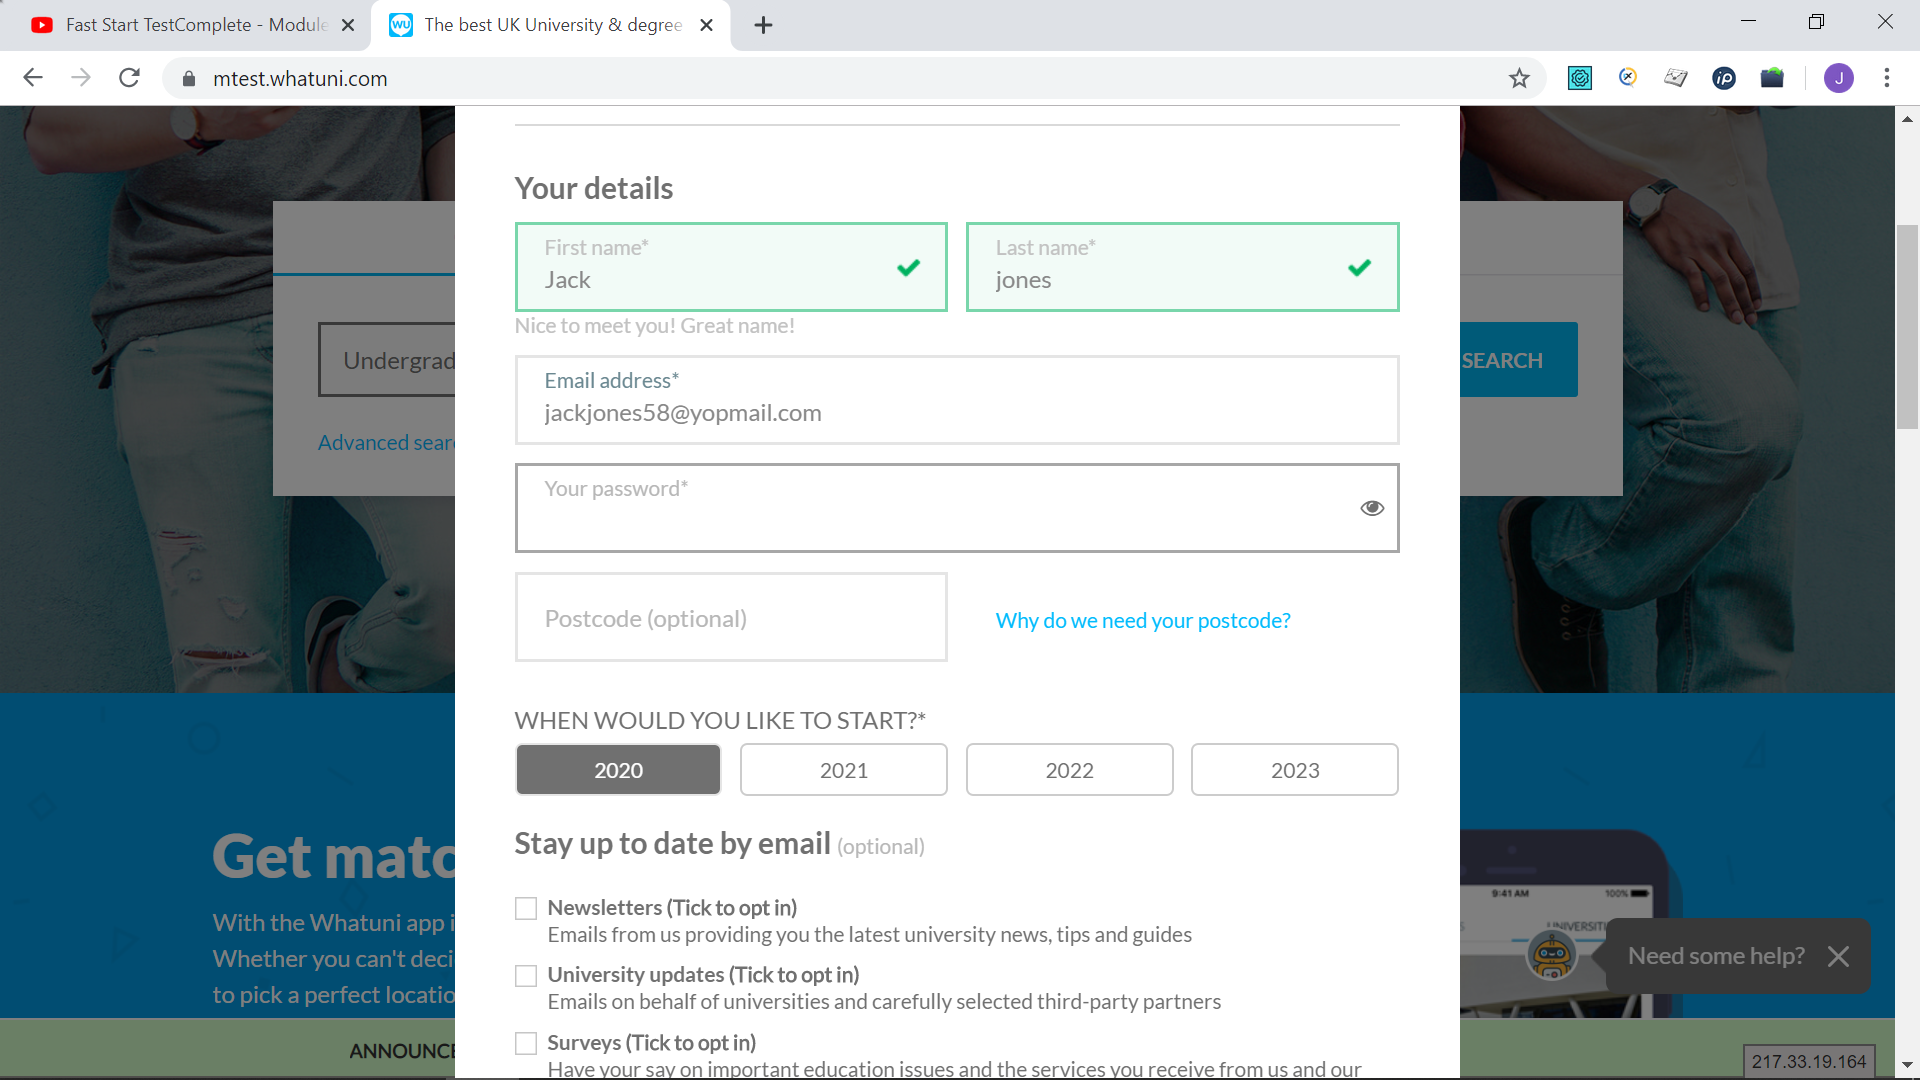 Fast Start TestComplete - Module
WU
The best UK University & degree
mtest.whatuni.com
ip
J
Your details
First name*
Jack
Last name*
jones
Nice to meet you! Great name!
Undergrad
SEARCH
Email address*
jackjones58@yopmail.com
Advanced sear
Your password*
Postcode (optional)
Why do we need your postcode?
WHEN WOULD YOU LIKE TO START?*
2020
2021
2022
2023
Stay up to date by email (optional)
Get matc
With the Whatuni app i
Whether you can't deci
to pick a perfect locatio
Newsletters (Tick to opt in)
Emails from us providing you the latest university news, tips and guides
University updates (Tick to opt in)
Emails on behalf of universities and carefully selected third-party partners
Surveys (Tick to opt in)
Have your say on important education issues and the services you receive from us and our
9:41 AM
100%
UNIVERSITI
Need some help?
ANNOUNCE
217.33.19.164